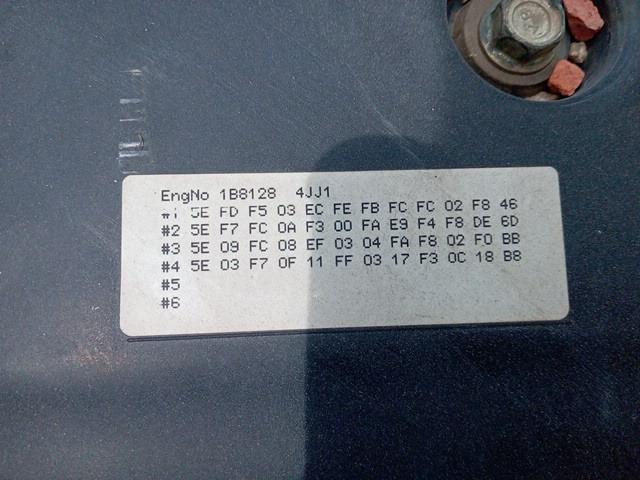 EngNo 1B8128 4JJ1
#1 5E FD F5 03 EC FE FB FC FC 02 F8 46
#2 5E F7 FC 0A F3 00 FA E9 F4 F8 DE 6D
#3 5E 09 FC 08 EF 03 04 FA F8 02 F0 BB
#4 5E 03 F7 0F 11 FF 03 17 F3 0C 18 B8
#5
#6